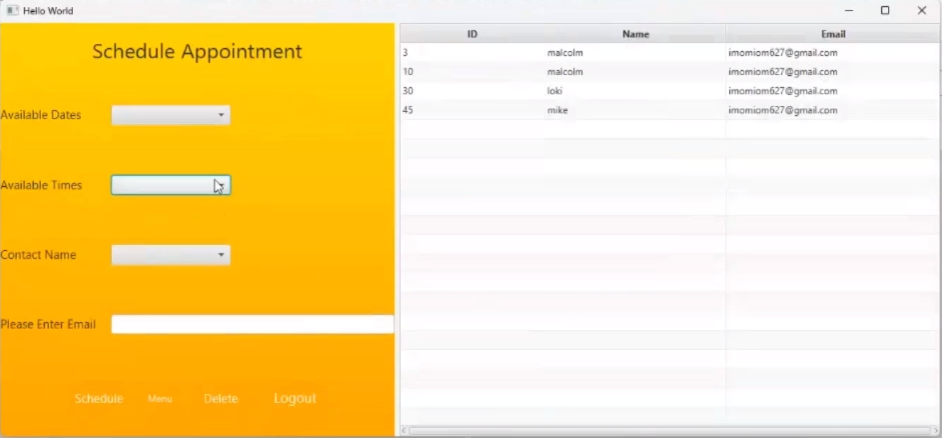 Hello World
Schedule Appointment
Available Dates
Available Times
Contact Name
Please Enter Email
Schedule Menu Delete Logout
ID Name Email
3 malcolm imomiom627@gmail.com
10 malcolm imomiom627@gmail.com
30 loki imomiom627@gmail.com
45 mike imomiom627@gmail.com